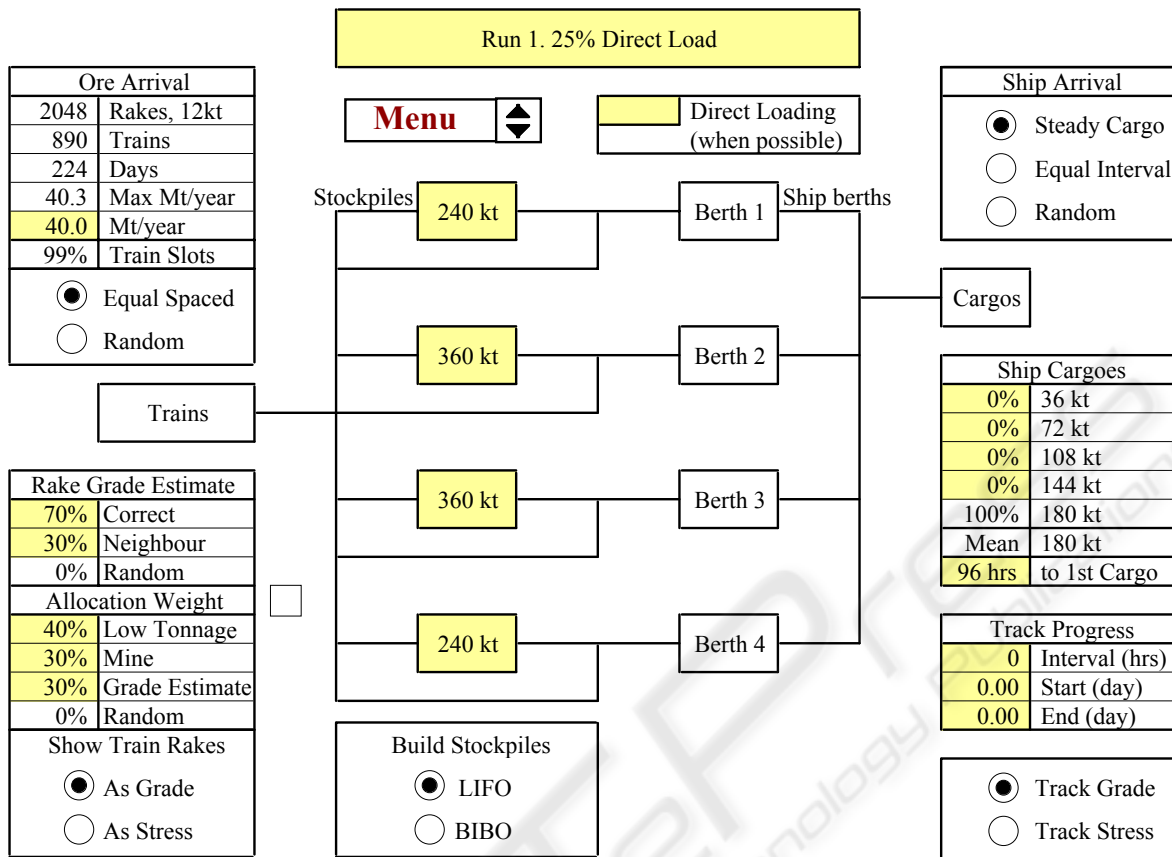 Run 1. 25% Direct Load
Ore Arrival
2048 Rakes, 12kt
890 Trains
224 Days
40.3 Max Mt/year
40.0 Mt/year
99% Train Slots
Equal Spaced
Random
Menu
Direct Loading
(when possible)
Ship Arrival
Steady Cargo
Equal Interval
Random
Stockpiles
240 kt
Berth 1
Ship berths
Cargos
360 kt
Berth 2
Trains
360 kt
Berth 3
240 kt
Berth 4
Ship Cargoes
0% 36 kt
0% 72 kt
0% 108 kt
0% 144 kt
100% 180 kt
Mean 180 kt
96 hrs to 1st Cargo
Rake Grade Estimate
70% Correct
30% Neighbour
0% Random
Allocation Weight
40% Low Tonnage
30% Mine
30% Grade Estimate
0% Random
Show Train Rakes
As Grade
As Stress
Build Stockpiles
LIFO
BIBO
Track Progress
0 Interval (hrs)
0.00 Start (day)
0.00 End (day)
Track Grade
Track Stress